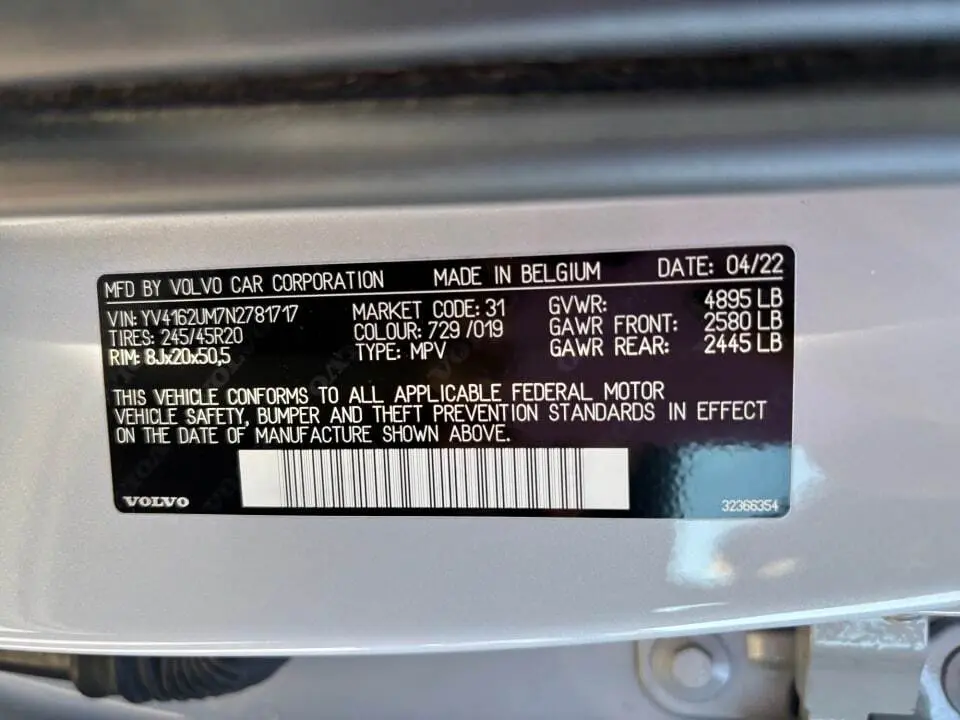 MFD BY VOLVO CAR CORPORATION MADE IN BELGIUM DATE: 04/22
VIN: YV4162UM7N2781717 MARKET CODE: 31 GVWR: 4895 LB
TIRES: 245/45R20 COLOUR: 729 /019 GAWR FRONT: 2580 LB
RIM: 8Jx20x50,5 TYPE: MPV GAWR REAR: 2445 LB
THIS VEHICLE CONFORMS TO ALL APPLICABLE FEDERAL MOTOR
VEHICLE SAFETY, BUMPER AND THEFT PREVENTION STANDARDS IN EFFECT
ON THE DATE OF MANUFACTURE SHOWN ABOVE.
VOLVO 32366354